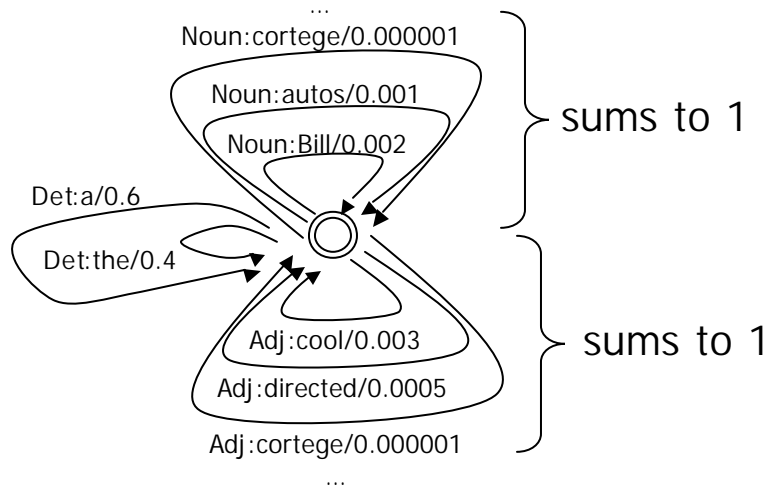 ...
Noun:cortege/0.000001
Noun:autos/0.001
sums to 1
Noun:Bill/0.002
Det:a/0.6
Det:the/0.4
Adj:cool/0.003
sums to 1
Adj:directed/0.0005
Adj:cortege/0.000001
...